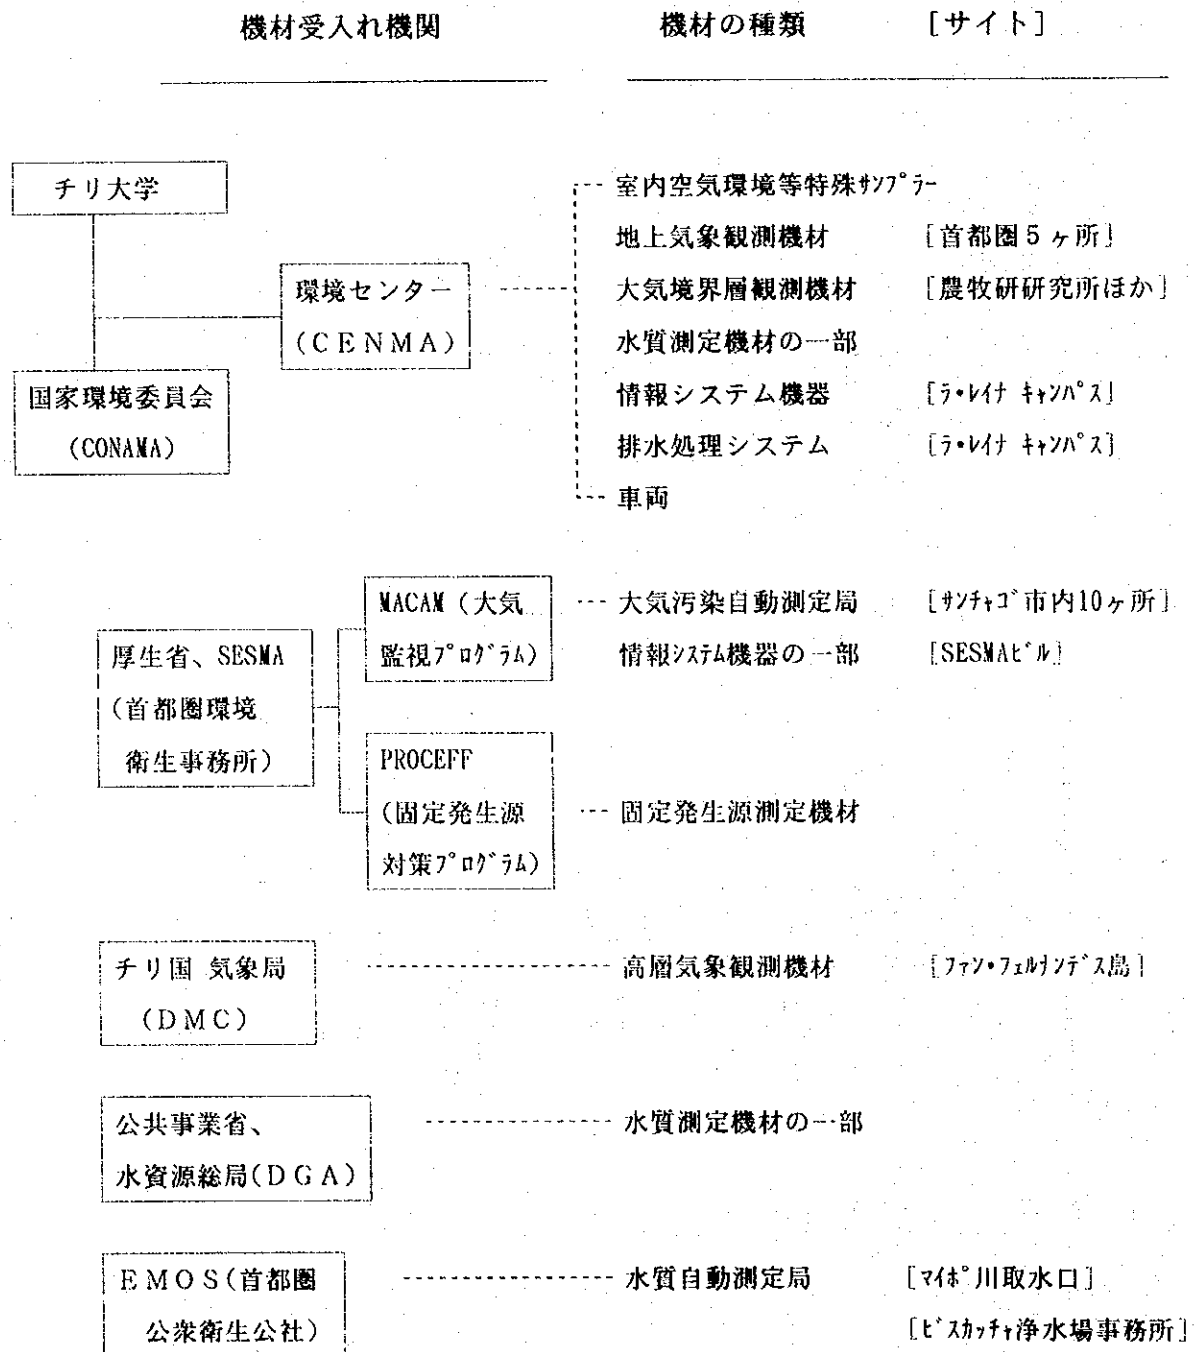 機材受入れ機関 機材の種類 [サイト]
チリ大学
室内空気環境等特殊ｻﾝﾌﾟﾗｰ
地上気象観測機材 [首都圏5ヶ所]
環境センター
(CENMA)
大気境界層観測機材 [農牧研研究所ほか]
水質測定機材の一部
国家環境委員会
(CONAMA)
情報システム機器 [ﾗ･ﾚｲﾅ ｷｬﾝﾊﾟｽ]
排水処理システム [ﾗ･ﾚｲﾅ ｷｬﾝﾊﾟｽ]
車両
MACAM (大気
監視ﾌﾟﾛｸﾞﾗﾑ)
大気汚染自動測定局 [ｻﾝﾁｬｺﾞ市内10ヶ所]
情報ｼｽﾃﾑ機器の一部 [SESMAﾋﾞﾙ]
厚生省、SESMA
(首都圏環境
衛生事務所)
PROCEFF
(固定発生源
対策ﾌﾟﾛｸﾞﾗﾑ)
固定発生源測定機材
チリ国 気象局
(DMC)
高層気象観測機材 [ﾌｧﾝ･ﾌｪﾙﾅﾝﾃﾞｽ島]
公共事業省、
水資源総局(DGA)
水質測定機材の一部
EMOS(首都圏
公衆衛生公社)
水質自動測定局 [ﾏｲﾎﾟ川取水口]
[ﾋﾞｽｶｯﾁｬ浄水場事務所]